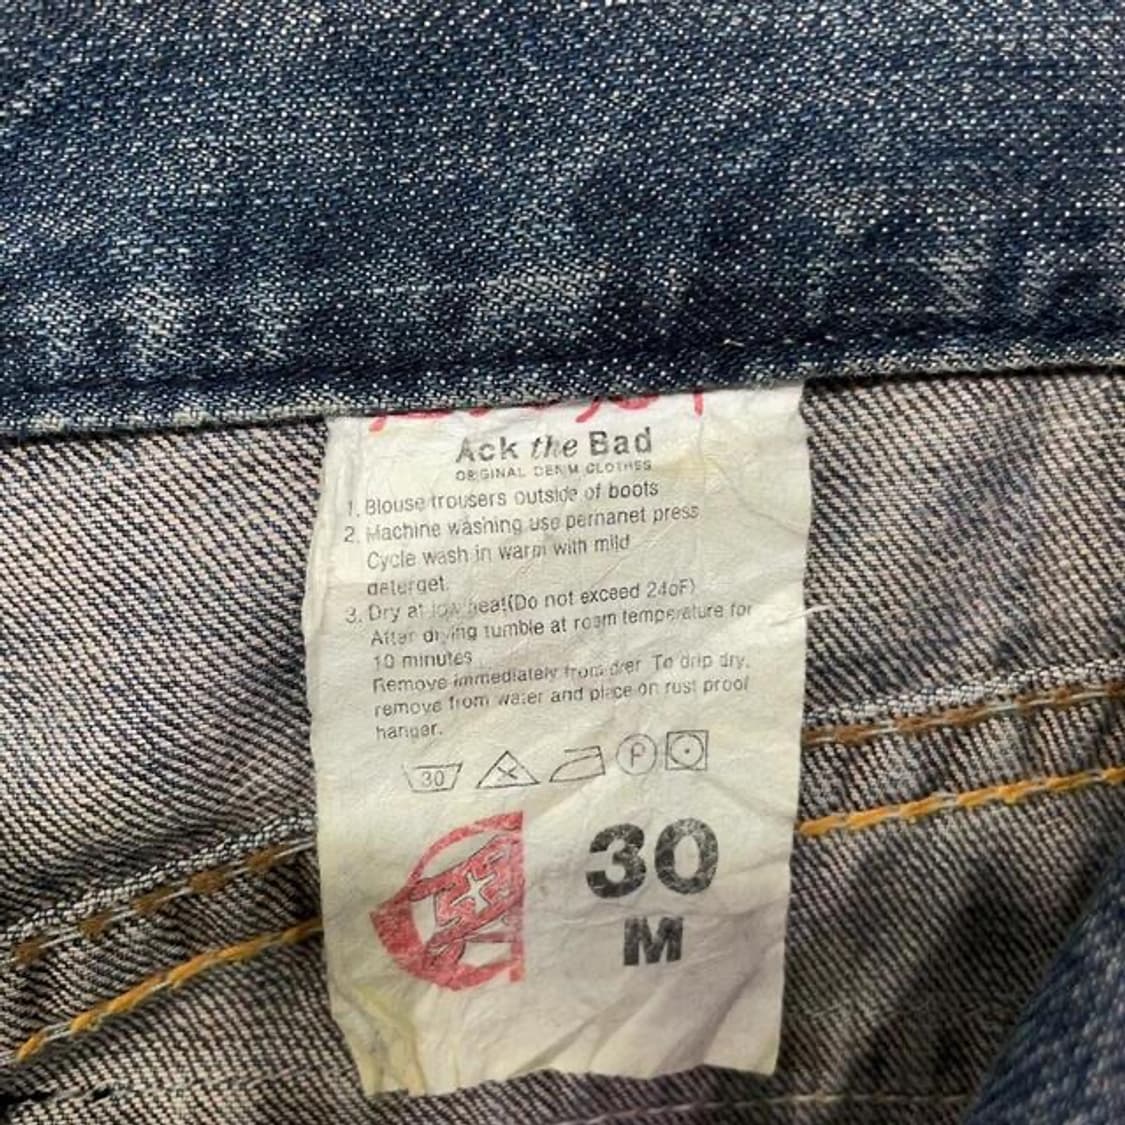 Ack the Bad
ORIGINAL DENIM CLOTHES
1. Blouse trousers outside of boots
2. Machine washing use pernanet press
Cycle wash in warm with mild
deterget.
3. Dry at low heat(Do not exceed 24oF)
After drying tumble at room temperature for
10 minutes
Remove immediately from drer To drip dry,
remove from water and place on rust proof
hanger.
30 P
30
M